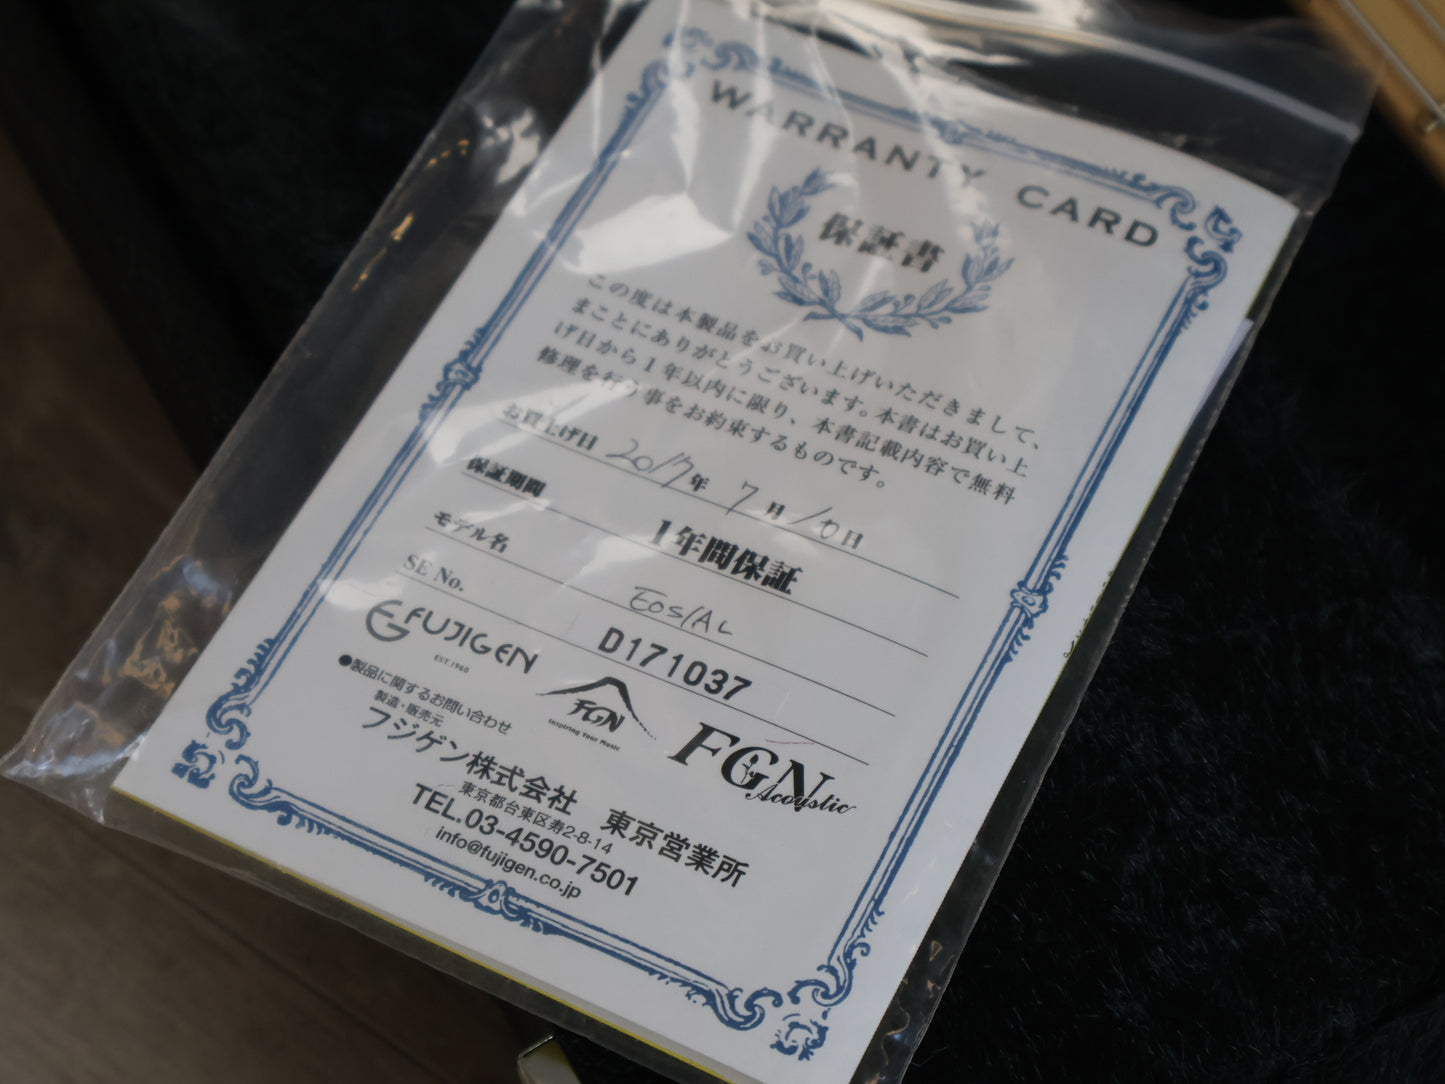 WARRANTY CARD
保証書
この度は本製品をお買い上げいただきまして、
まことにありがとうございます。本書はお買い上
げ日から1年以内に限り、本書記載内容で無料
修理を行う事をお約束するものです。
お買上げ日 2017年 7月10日
保証期間 1年間保証
モデル名 EOS/AL
SE No. D171037
FUJIGEN
EST.1960
FGN
Inspiring Your Music
FGN
Acoustic
●製品に関するお問い合わせ
製造・販売元
フジゲン株式会社 東京営業所
東京都台東区寿2-8-14
TEL.03-4590-7501
info@fujigen.co.jp